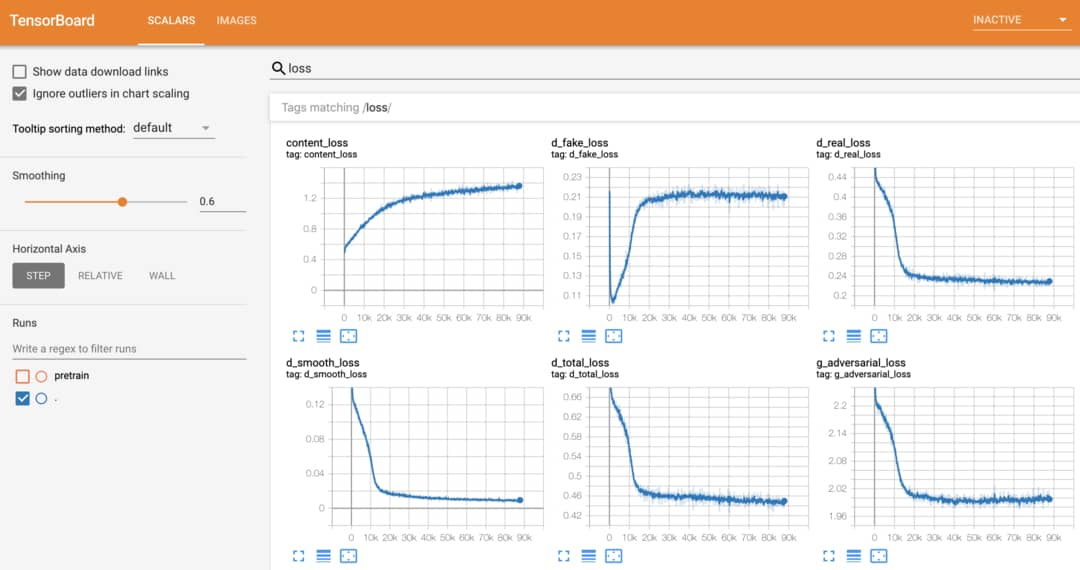 TensorBoard SCALARS IMAGES INACTIVE
Show data download links
Ignore outliers in chart scaling
Tooltip sorting method: default
Smoothing
0.6
Horizontal Axis
STEP RELATIVE WALL
Runs
Write a regex to filter runs
pretrain
.
loss
Tags matching /loss/
content_loss
tag: content_loss
1.2
0.8
0.4
0
0 10k 20k 30k 40k 50k 60k 70k 80k 90k
d_fake_loss
tag: d_fake_loss
0.23
0.21
0.19
0.17
0.15
0.13
0.11
0 10k 20k 30k 40k 50k 60k 70k 80k 90k
d_real_loss
tag: d_real_loss
0.44
0.4
0.36
0.32
0.28
0.24
0.2
0 10k 20k 30k 40k 50k 60k 70k 80k 90k
d_smooth_loss
tag: d_smooth_loss
0.12
0.08
0.04
0
0 10k 20k 30k 40k 50k 60k 70k 80k 90k
d_total_loss
tag: d_total_loss
0.66
0.62
0.58
0.54
0.5
0.46
0.42
0 10k 20k 30k 40k 50k 60k 70k 80k 90k
g_adversarial_loss
tag: g_adversarial_loss
2.2
2.14
2.08
2.02
1.96
0 10k 20k 30k 40k 50k 60k 70k 80k 90k